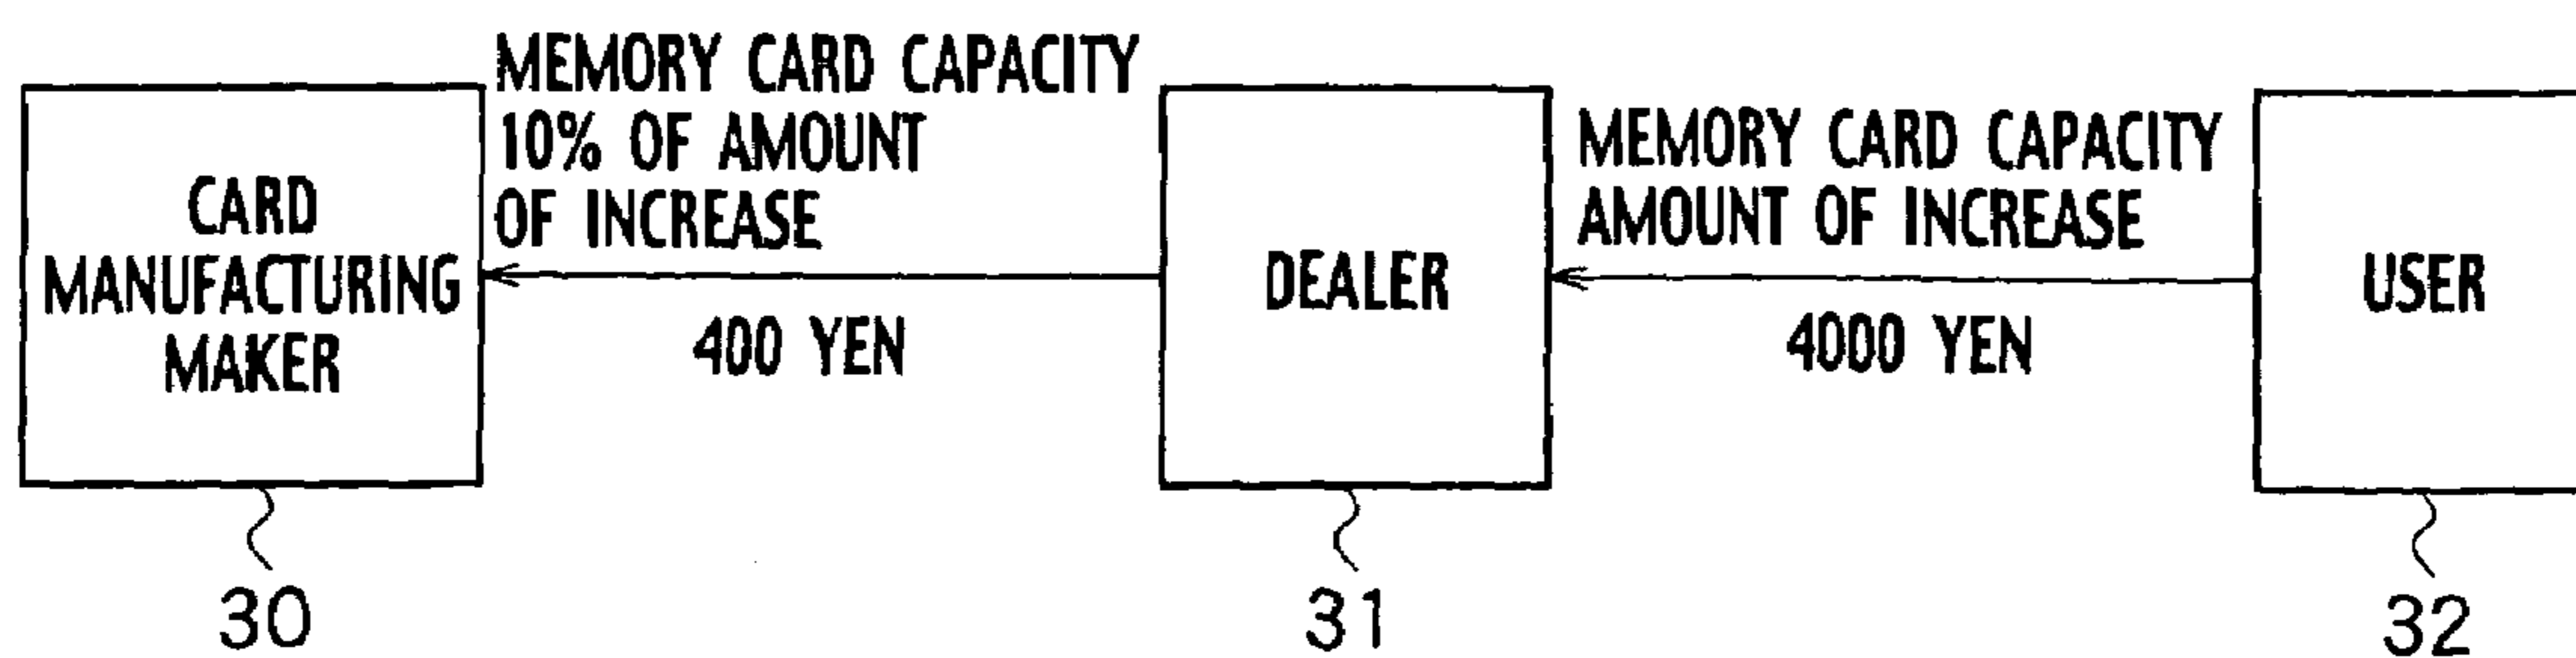 CARD
MANUFACTURING
MAKER
MEMORY CARD CAPACITY
10% OF AMOUNT
OF INCREASE
400 YEN
DEALER
MEMORY CARD CAPACITY
AMOUNT OF INCREASE
4000 YEN
USER
30
31
32